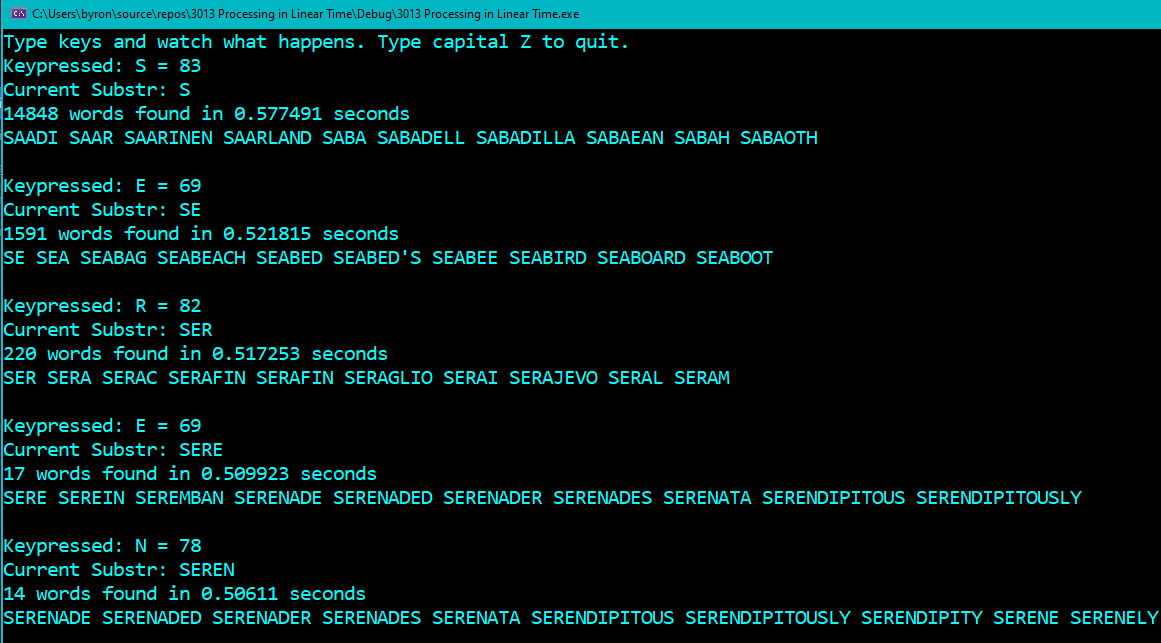 C:\Users\byron\source\repos\3013 Processing in Linear Time\Debug\3013 Processing in Linear Time.exe
Type keys and watch what happens. Type capital Z to quit.
Keypressed: S = 83
Current Substr: S
14848 words found in 0.577491 seconds
SAADI SAAR SAARINEN SAARLAND SABA SABADELL SABADILLA SABAEAN SABAH SABAOTH
Keypressed: E = 69
Current Substr: SE
1591 words found in 0.521815 seconds
SE SEA SEABAG SEABEACH SEABED SEABED'S SEABEE SEABIRD SEABOARD SEABOOT
Keypressed: R = 82
Current Substr: SER
220 words found in 0.517253 seconds
SER SERA SERAC SERAFIN SERAFIN SERAGLIO SERAI SERAJEVO SERAL SERAM
Keypressed: E = 69
Current Substr: SERE
17 words found in 0.509923 seconds
SERE SEREIN SEREMBAN SERENADE SERENADED SERENADER SERENADES SERENATA SERENDIPITOUS SERENDIPITOUSLY
Keypressed: N = 78
Current Substr: SEREN
14 words found in 0.50611 seconds
SERENADE SERENADED SERENADER SERENADES SERENATA SERENDIPITOUS SERENDIPITOUSLY SERENDIPITY SERENE SERENELY